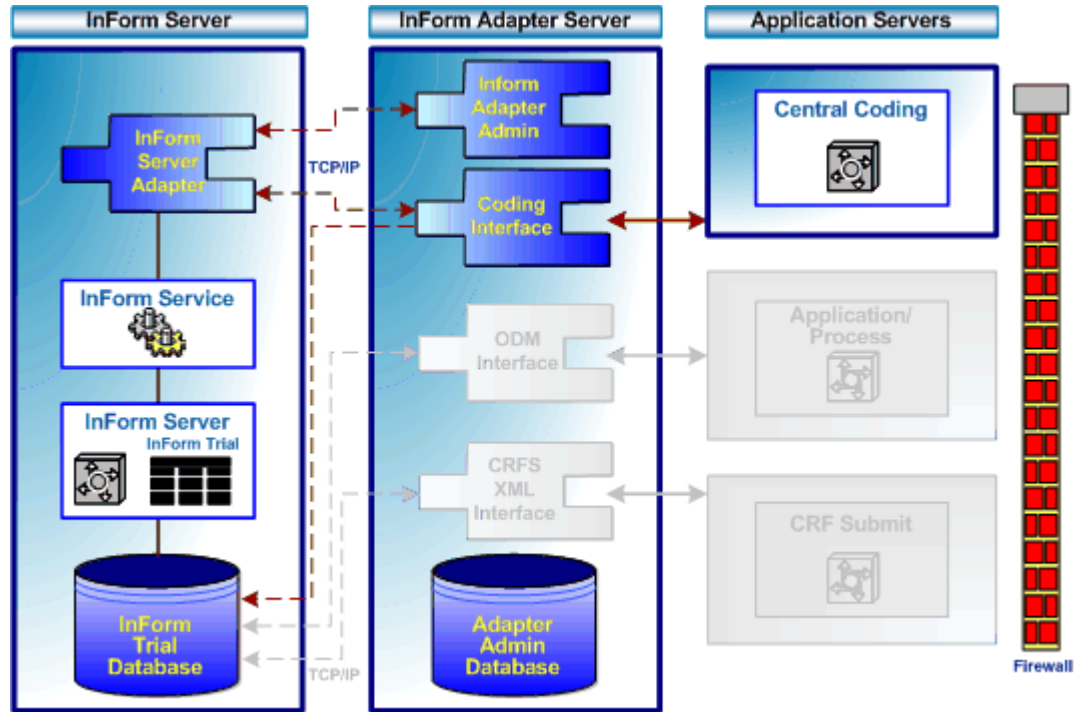 InForm Server
InForm Adapter Server
Application Servers
InForm
Server
Adapter
TCP/IP
Inform
Adapter
Admin
Coding
Interface
Central Coding
InForm Service
ODM
Interface
Application/
Process
InForm Server
InForm Trial
CRFS
XML
Interface
CRF Submit
InForm
Trial
Database
TCP/IP
Adapter
Admin
Database
Firewall